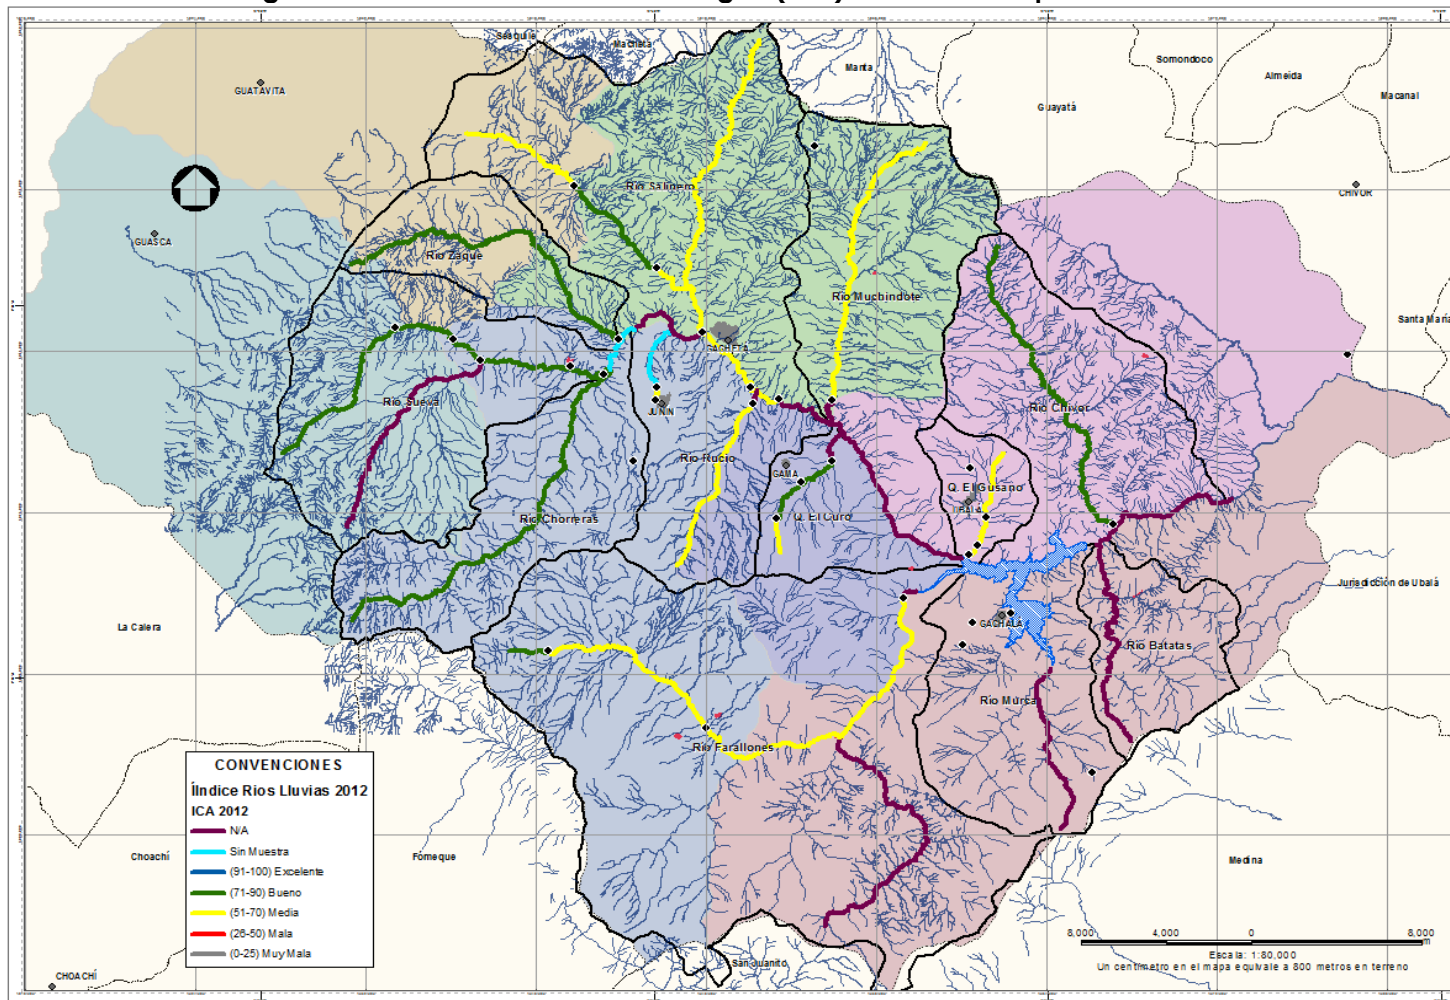 Sesquilé
Machetá
Manta
Somondoco
Almeida
Macanal
Guayatá
GUATAVITA
CHIVOR
Río Salinero
GUASCA
Río Zaque
Río Muchindote
Santa María
GACHETA
Río Sueva
JUNIN
Río Chivor
Río Rucio
GAMA
Q. El Gusano
UBALA
Río Chorreras
Q. El Curo
Jurisdicción de Ubalá
La Calera
GACHALA
Río Batatas
Río Murca
Río Farallones
CONVENCIONES
ÍIndice Rios Lluvias 2012
ICA 2012
N/A
Sin Muestra
(91-100) Excelente
(71-90) Bueno
(51-70) Media
(26-50) Mala
(0-25) Muy Mala
Choachí
Fómeque
Medina
San Juanito
CHOACHÍ
8,000 4,000 0 8,000
m
Escala: 1:80,000
Un centímetro en el mapa equivale a 800 metros en terreno